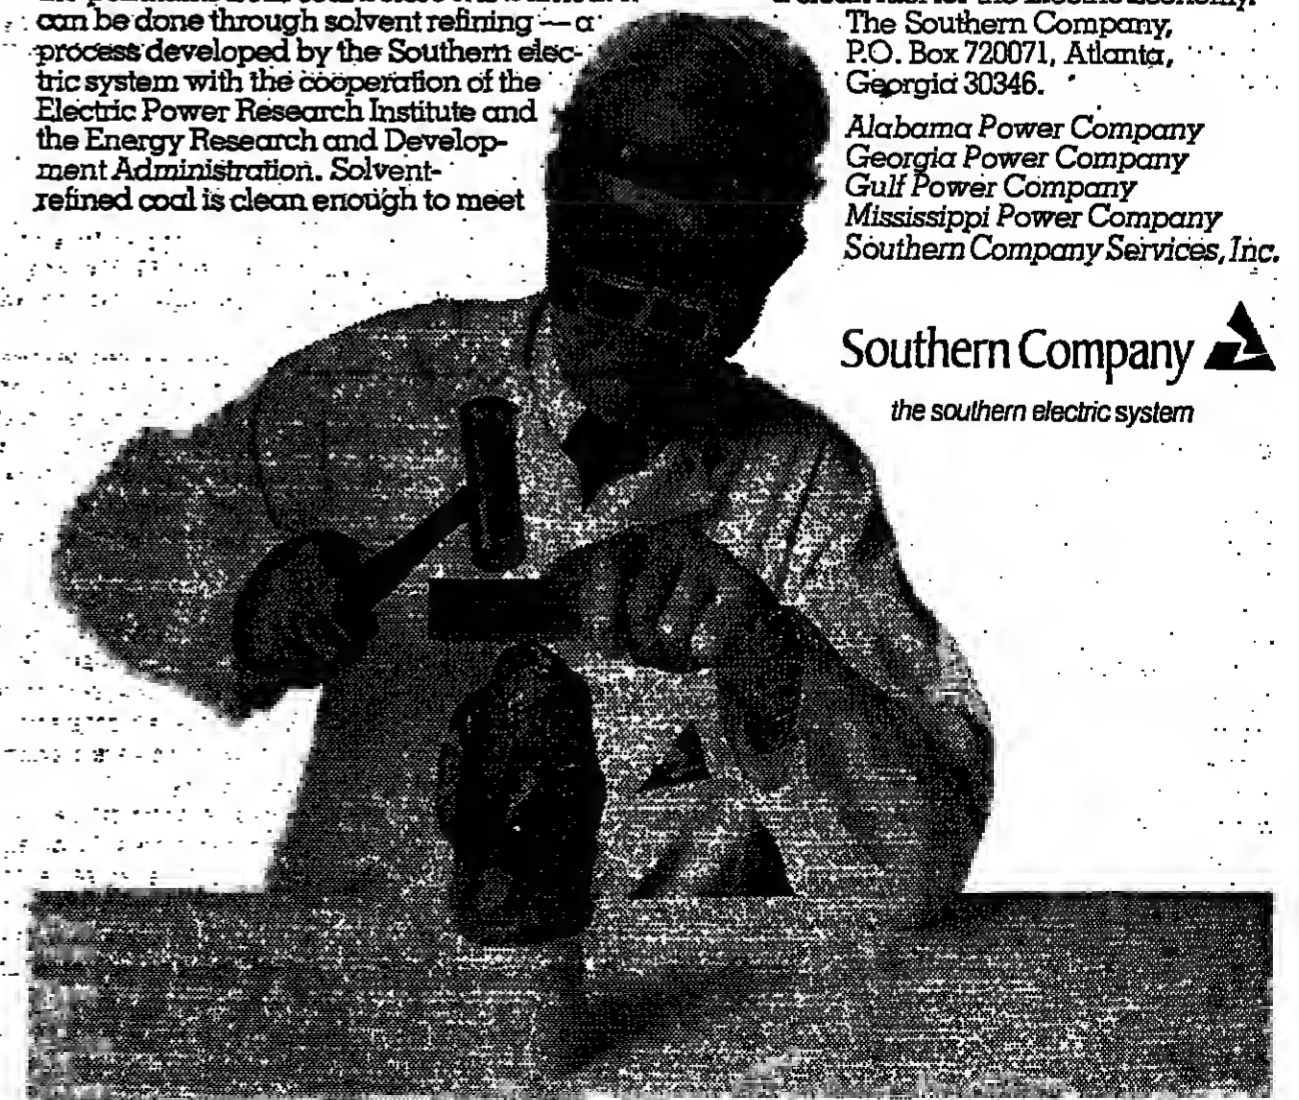 can be done through solvent refining — a
process developed by the Southern elec-
tric system with the cooperation of the
Electric Power Research Institute and
the Energy Research and Develop-
ment Administration. Solvent-
refined coal is clean enough to meet
The Southern Company,
P.O. Box 720071, Atlanta,
Georgia 30346.
Alabama Power Company
Georgia Power Company
Gulf Power Company
Mississippi Power Company
Southern Company Services, Inc.
Southern Company
the southern electric system